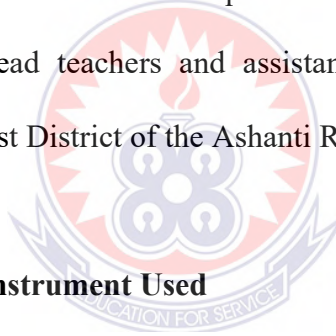 ead teachers and assistan
st District of the Ashanti R
nstrument Used
EDUCATION FOR SERVICE